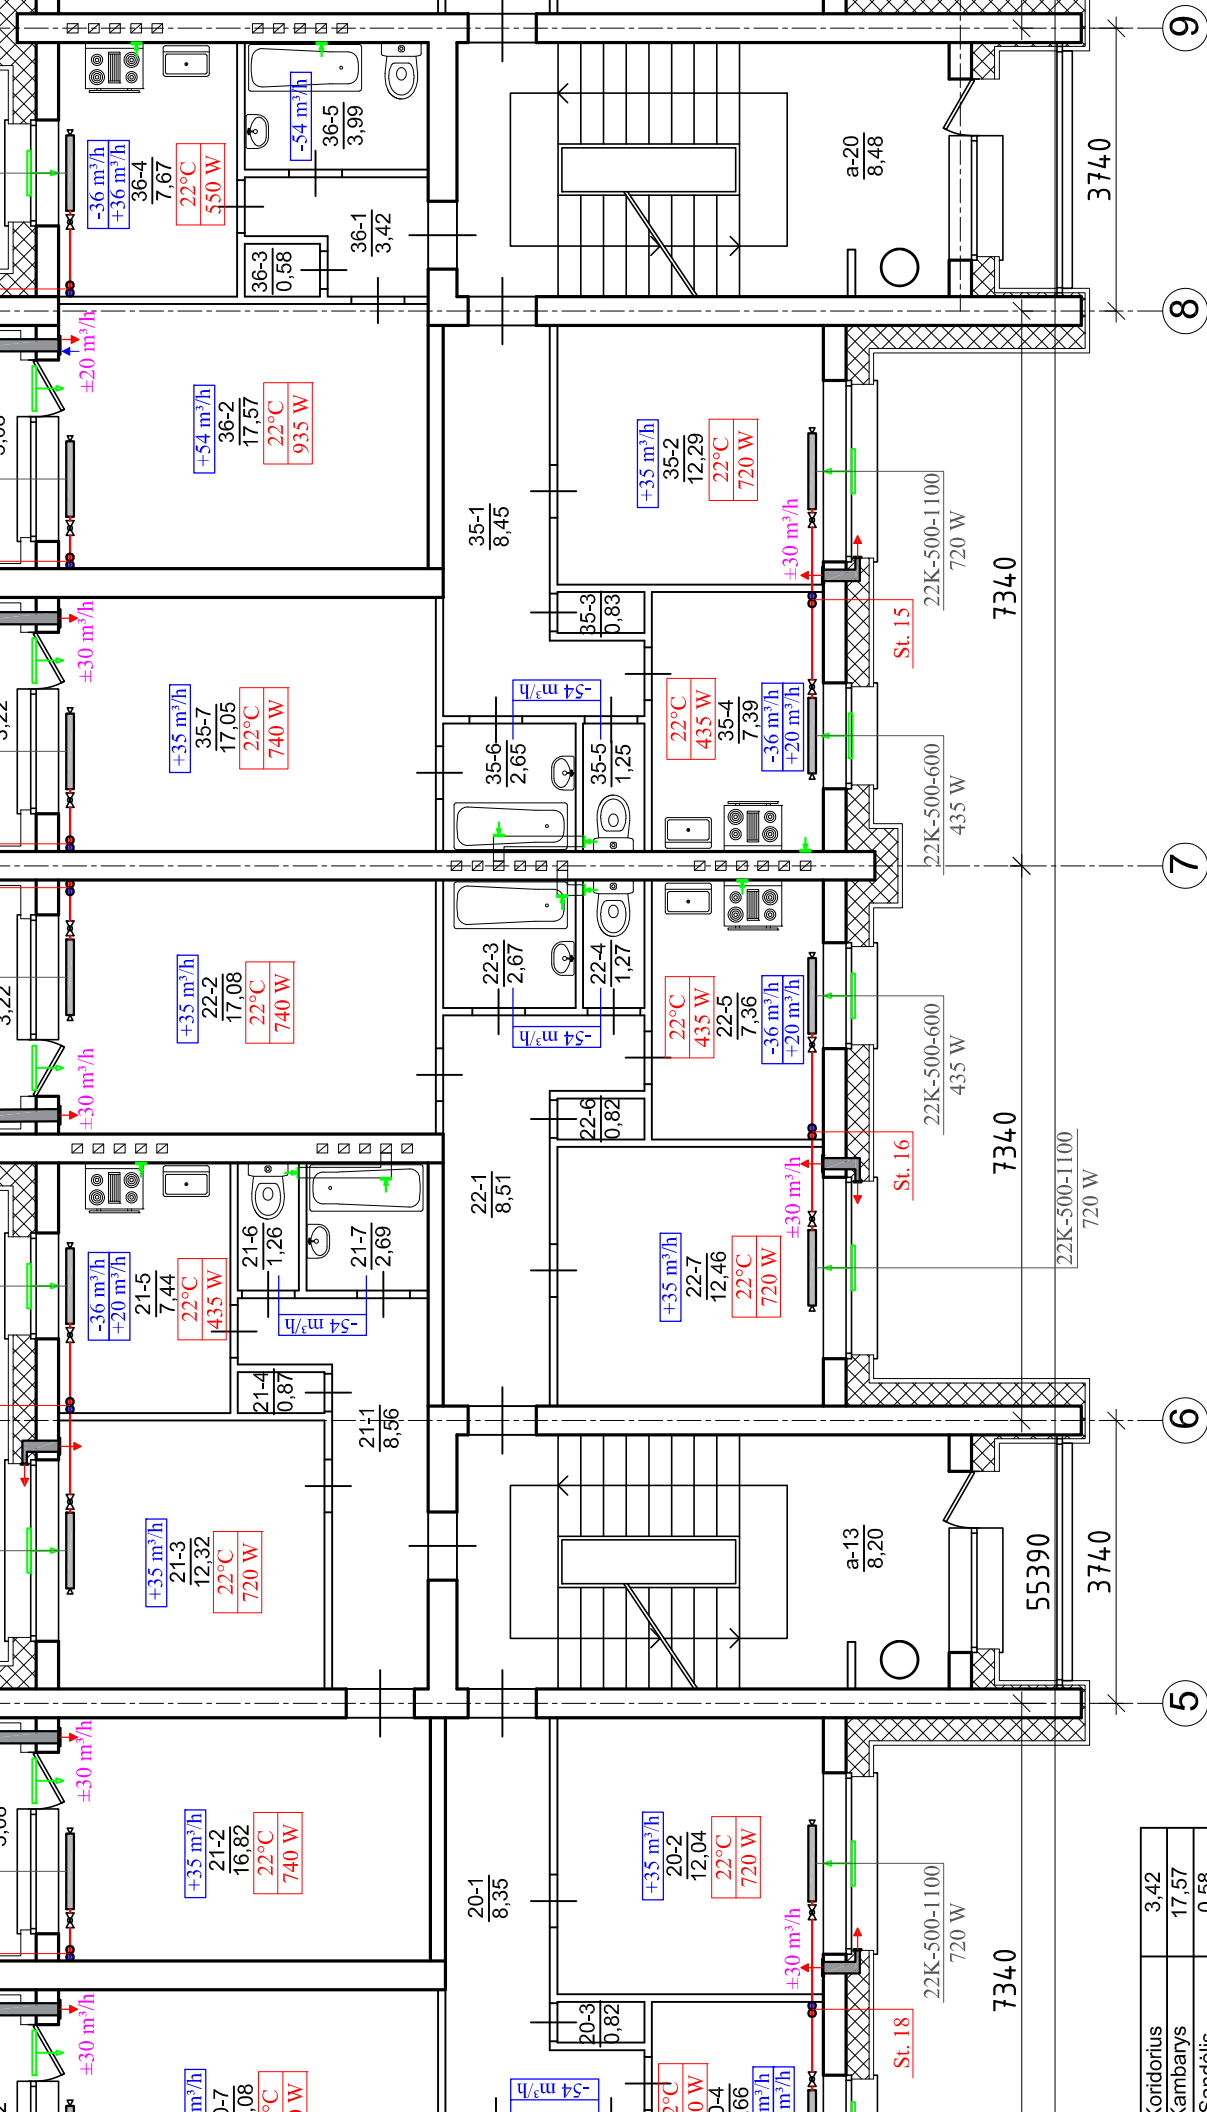 9
-36 m³/h
+36 m³/h
36-4
7,67
22°C
550 W
-54 m³/h
36-5
3,99
36-1
3,42
36-3
0,58
a-20
8,48
3740
8
±20 m³/h
+54 m³/h
36-2
17,57
22°C
935 W
35-1
8,45
+35 m³/h
35-2
12,29
22°C
720 W
±30 m³/h
22K-500-1100
720 W
7340
±30 m³/h
35-3
0,83
St. 15
3,22
+35 m³/h
35-7
17,05
22°C
740 W
-54 m³/h
35-6
2,65
35-5
1,25
22°C
435 W
35-4
7,39
-36 m³/h
+20 m³/h
22K-500-600
435 W
7
3,22
+35 m³/h
22-2
17,08
22°C
740 W
22-3
2,67
22-4
1,27
-54 m³/h
22°C
435 W
22-5
7,36
-36 m³/h
+20 m³/h
22K-500-600
435 W
±30 m³/h
22-6
0,82
St. 16
7340
22-1
8,51
±30 m³/h
22K-500-1100
720 W
-36 m³/h
+20 m³/h
21-5
7,44
22°C
435 W
21-6
1,26
21-7
2,69
-54 m³/h
+35 m³/h
22-7
12,46
22°C
720 W
21-4
0,87
21-1
8,56
6
+35 m³/h
21-3
12,32
22°C
720 W
a-13
8,20
55390
3740
5
±30 m³/h
+35 m³/h
21-2
16,82
22°C
740 W
20-1
8,35
+35 m³/h
20-2
12,04
22°C
720 W
±30 m³/h
22K-500-1100
720 W
7340
±30 m³/h
20-3
0,82
St. 18
-54 m³/h
Koridorius
3,42
Kambarys
17,57
0,58